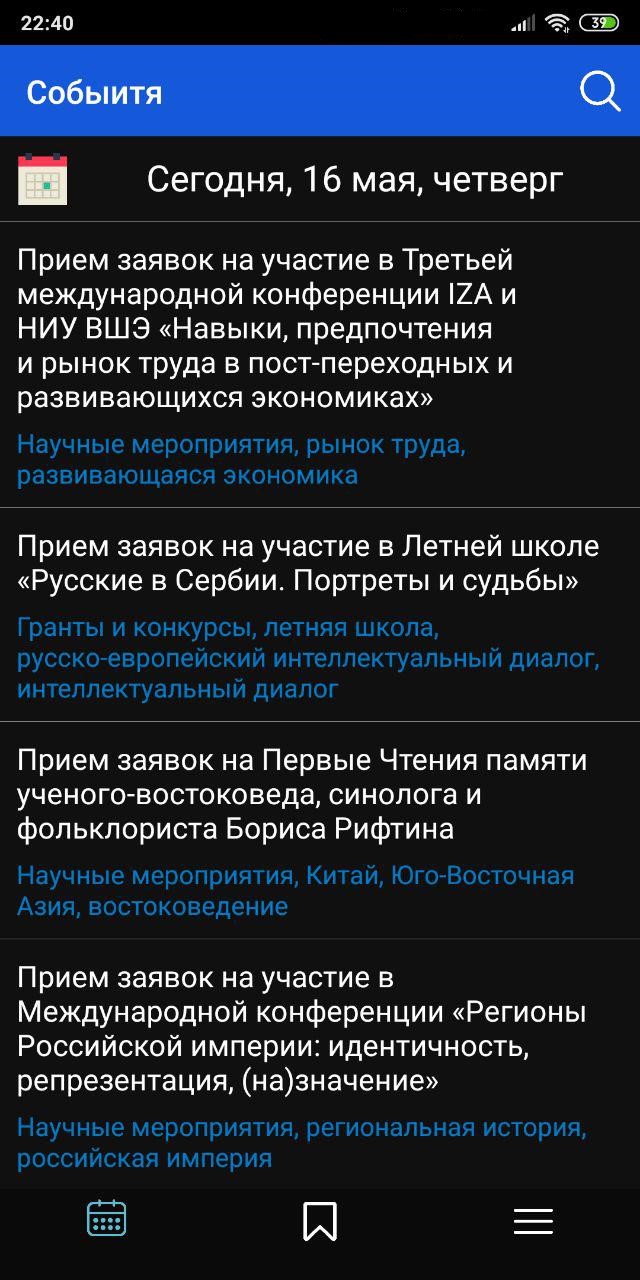 22:40
39
События
Сегодня, 16 мая, четверг
Прием заявок на участие в Третьей
международной конференции IZA и
НИУ ВШЭ «Навыки, предпочтения
и рынок труда в пост-переходных и
развивающихся экономиках»
Научные мероприятия, рынок труда,
развивающаяся экономика
Прием заявок на участие в Летней школе
«Русские в Сербии. Портреты и судьбы»
Гранты и конкурсы, летняя школа,
русско-европейский интеллектуальный диалог,
интеллектуальный диалог
Прием заявок на Первые Чтения памяти
ученого-востоковеда, синолога и
фольклориста Бориса Рифтина
Научные мероприятия, Китай, Юго-Восточная
Азия, востоковедение
Прием заявок на участие в
Международной конференции «Регионы
Российской империи: идентичность,
репрезентация, (на)значение»
Научные мероприятия, региональная история,
российская империя